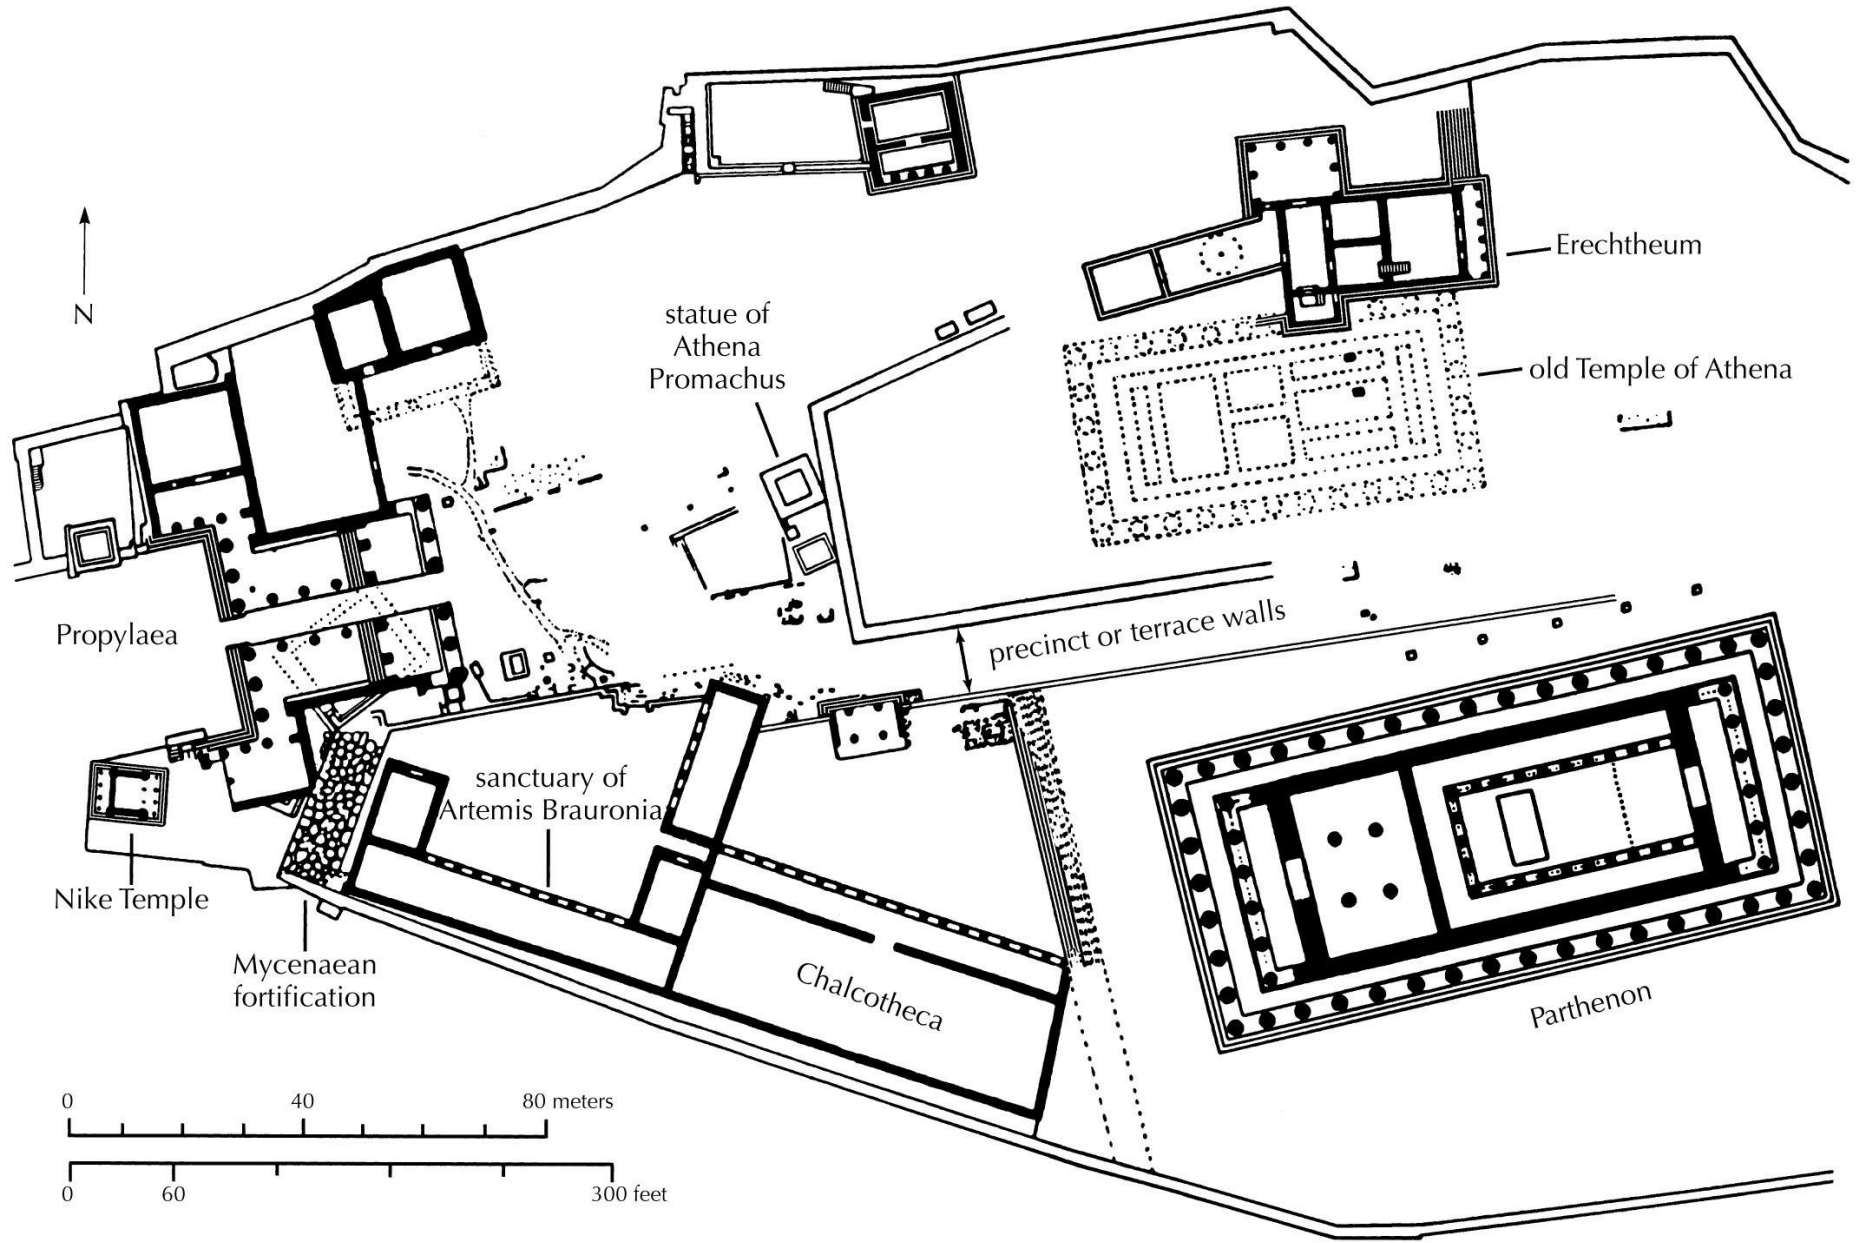 Erechtheum
statue of
Athena
Promachus
N
old Temple of Athena
Propylaea
precinct or terrace walls
sanctuary of
Artemis Brauronia
Nike Temple
Mycenaean
fortification
Chalcotheca
Parthenon
0 40 80 meters
0 60 300 feet